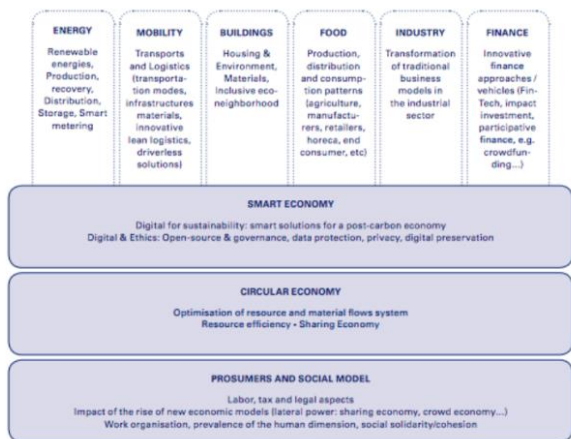 ENERGY
Renewable
energies,
Production,
recovery,
Distribution,
Storage, Smart
metering
MOBILITY
Transports
and Logistics
(transporta-
tion modes,
infrastructures
materials,
innovative
lean logistics,
driverless
solutions)
BUILDINGS
Housing &
Environment,
Materials,
Inclusive eco-
neighborhood
FOOD
Production,
distribution
and consump-
tion patterns
(agriculture,
manufactu-
rers, retailers,
horeca, end
consumer, etc)
INDUSTRY
Transformation
of traditional
business
models in
the industrial
sector
FINANCE
Innovative
finance
approaches /
vehicles (Fin-
Tech, impact
investment,
participative
finance, e.g.
crowdfun-
ding...)
SMART ECONOMY
Digital for sustainability: smart solutions for a post-carbon economy
Digital & Ethics: Open-source & governance, data protection, privacy, digital preservation
CIRCULAR ECONOMY
Optimisation of resource and material flows system
Resource efficiency • Sharing Economy
PROSUMERS AND SOCIAL MODEL
Labor, tax and legal aspects
Impact of the rise of new economic models (lateral power: sharing economy, crowd economy...)
Work organisation, prevalence of the human dimension, social solidarity/cohesion